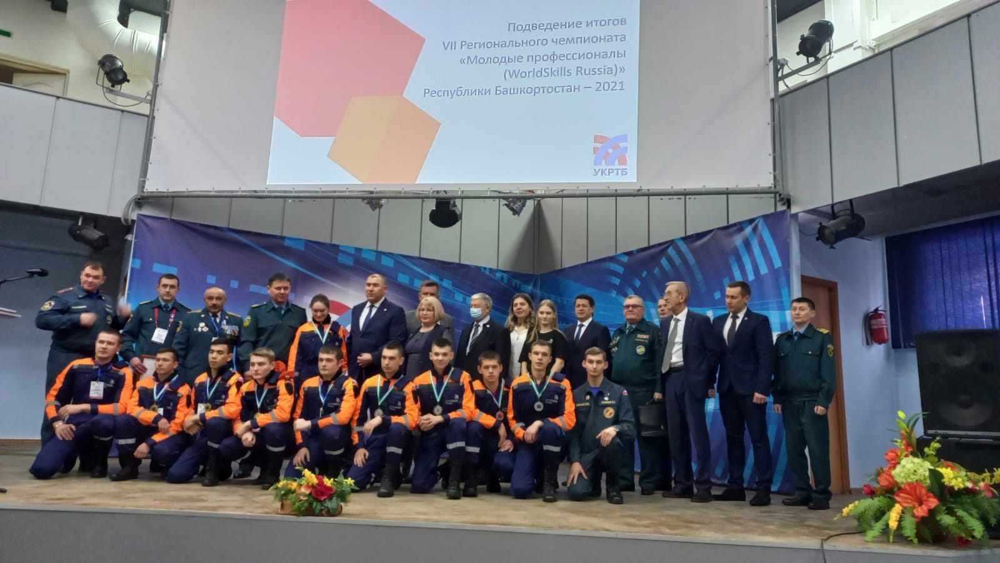 Подведение итогов
VII Регионального чемпионата
«Молодые профессионалы
(WorldSkills Russia)»
Республики Башкортостан – 2021
УКРТБ